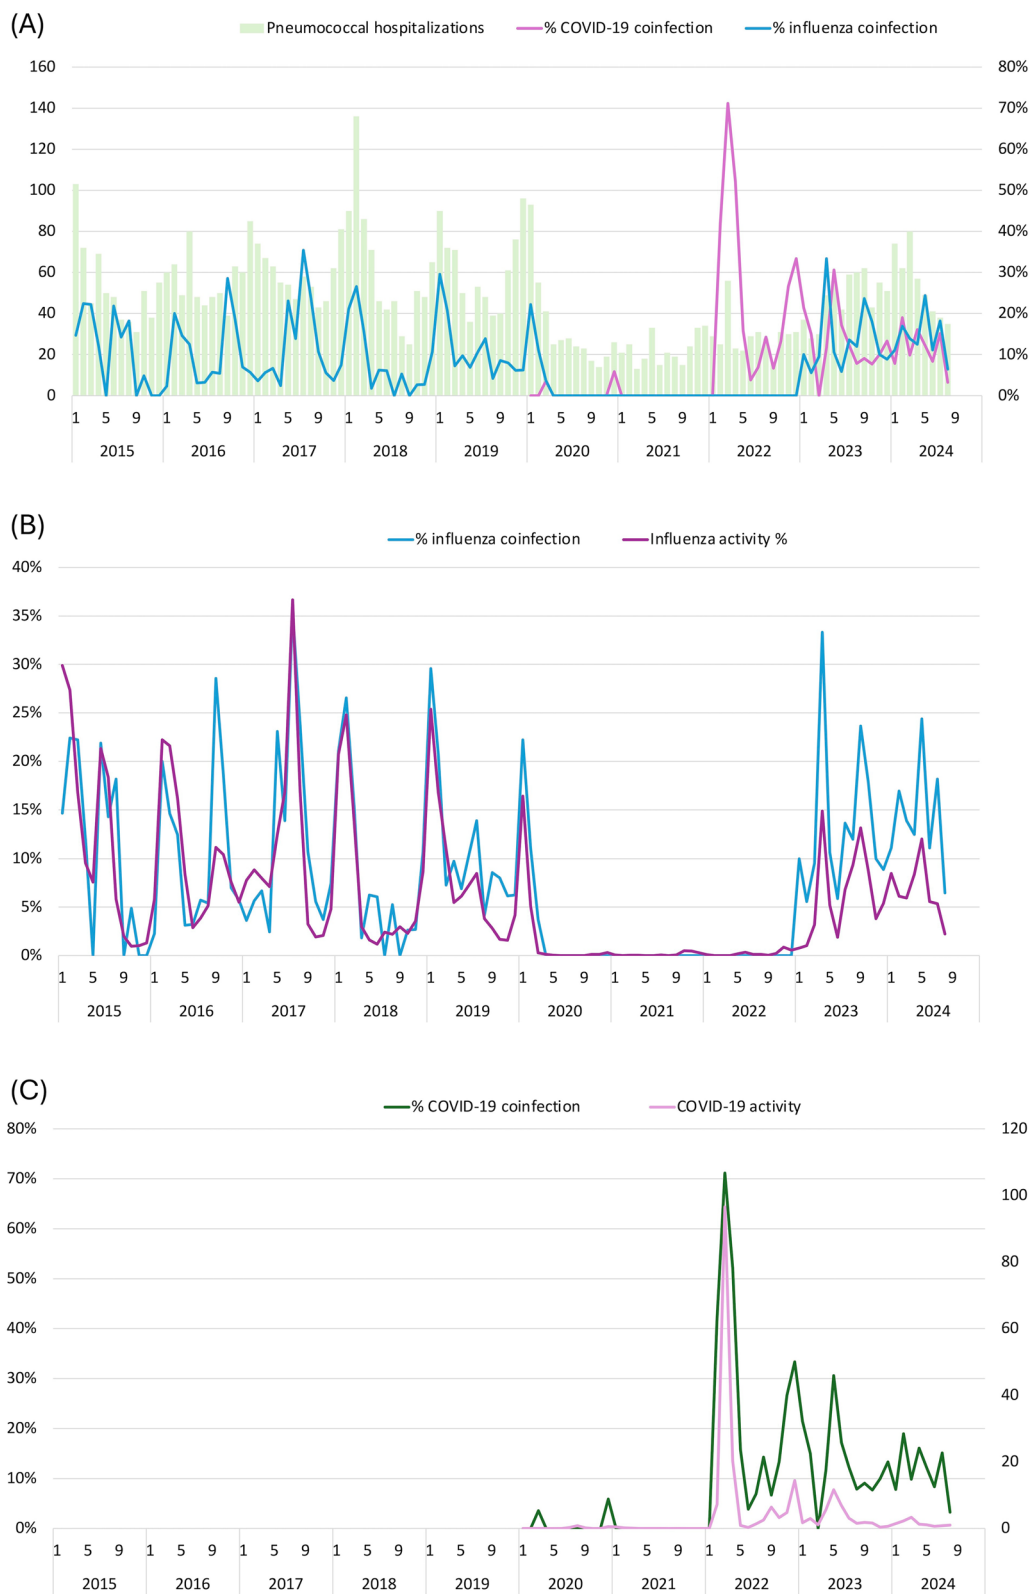 (A)
Pneumococcal hospitalizations % COVID-19 coinfection % influenza coinfection
160 80%
140 70%
120 60%
100 50%
80 40%
60 30%
40 20%
20 10%
0 0%
1 5 9 1 5 9 1 5 9 1 5 9 1 5 9 1 5 9 1 5 9 1 5 9 1 5 9 1 5 9
2015 2016 2017 2018 2019 2020 2021 2022 2023 2024
(B)
% influenza coinfection Influenza activity %
40%
35%
30%
25%
20%
15%
10%
5%
0%
1 5 9 1 5 9 1 5 9 1 5 9 1 5 9 1 5 9 1 5 9 1 5 9 1 5 9 1 5 9
2015 2016 2017 2018 2019 2020 2021 2022 2023 2024
(C)
% COVID-19 coinfection COVID-19 activity
80% 120
70%
100
60%
50% 80
40% 60
30%
40
20%
20
10%
0% 0
1 5 9 1 5 9 1 5 9 1 5 9 1 5 9 1 5 9 1 5 9 1 5 9 1 5 9 1 5 9
2015 2016 2017 2018 2019 2020 2021 2022 2023 2024